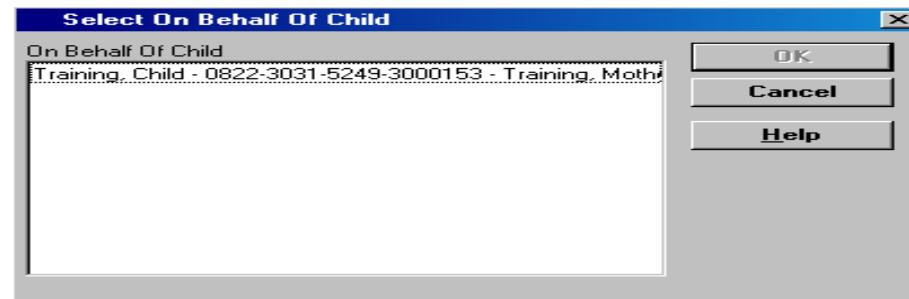 Select On Behalf Of Child
On Behalf Of Child
OK
Training, Child - 0822-3031-5249-3000153 - Training, Moth
Cancel
Help